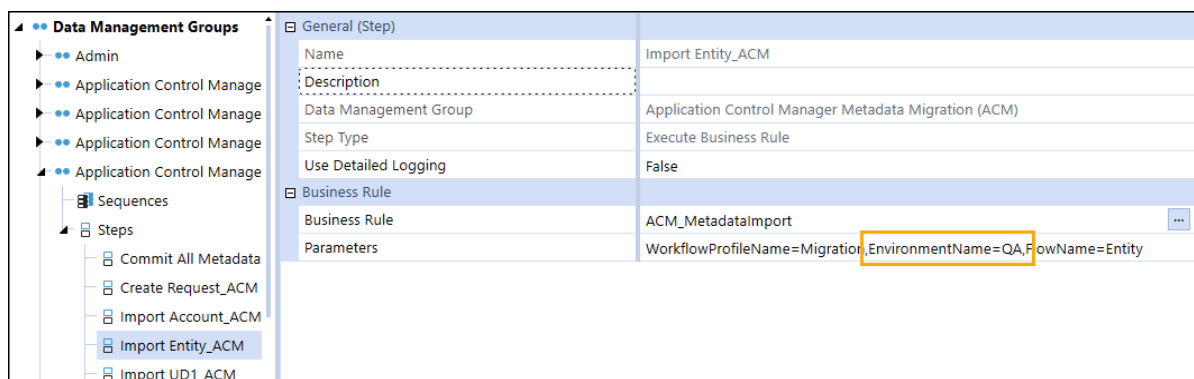 Data Management Groups
Admin
Application Control Manage
Application Control Manage
Application Control Manage
Application Control Manage
Sequences
Steps
Commit All Metadata
Create Request_ACM
Import Account_ACM
Import Entity_ACM
Import UD1_ACM
General (Step)
Name Import Entity_ACM
Description
Data Management Group Application Control Manager Metadata Migration (ACM)
Step Type Execute Business Rule
Use Detailed Logging False
Business Rule
Business Rule ACM_MetadataImport ...
Parameters WorkflowProfileName=Migration,EnvironmentName=QA,FlowName=Entity